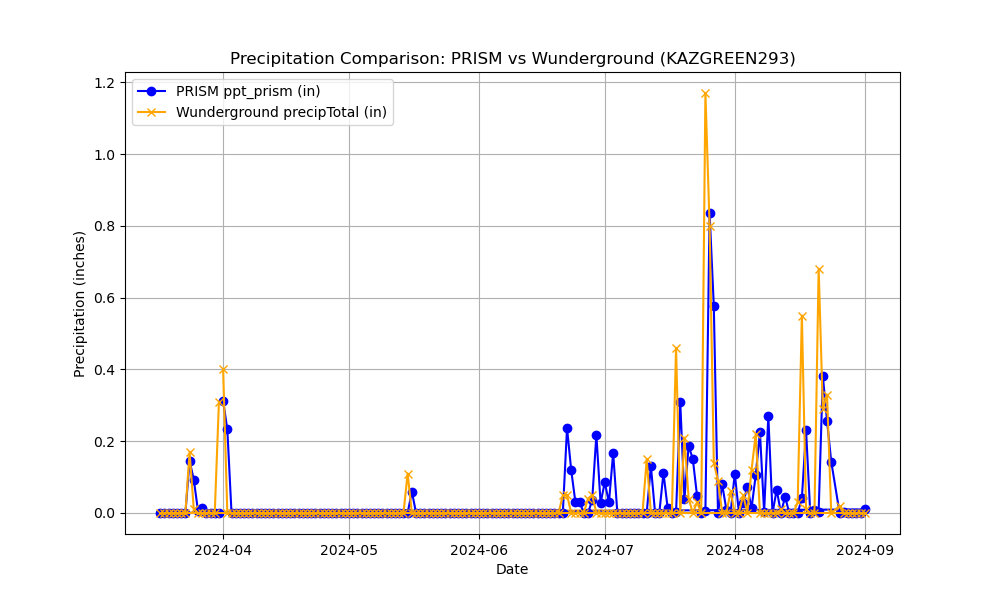 Precipitation Comparison: PRISM vs Wunderground (KAZGREEN293)
PRISM ppt_prism (in)
Wunderground precipTotal (in)
Precipitation (inches)
1.2
1.0
0.8
0.6
0.4
0.2
0.0
2024-04 2024-05 2024-06 2024-07 2024-08 2024-09
Date